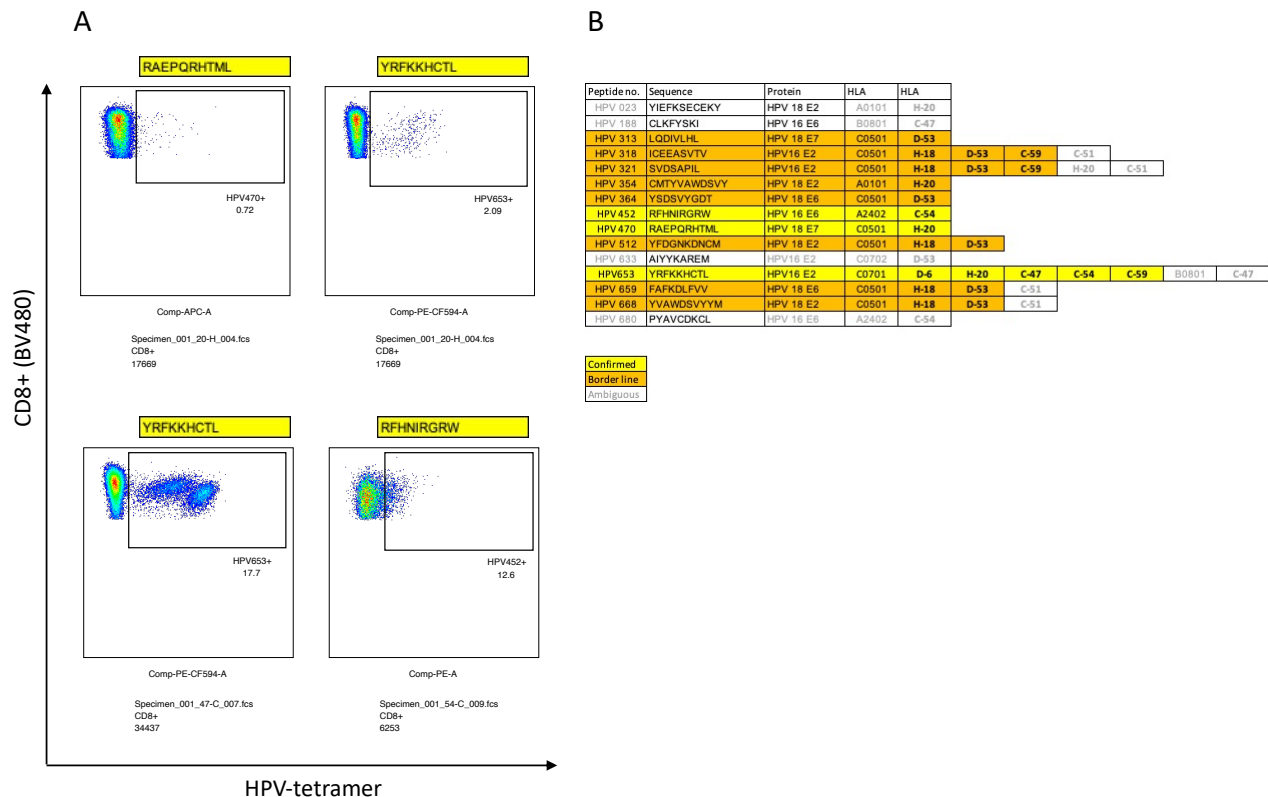 A
B
RAEPQRHTML
YRFKKHCTL
HPV470+
0.72
HPV653+
2.09
Comp-APC-A
Comp-PE-CF594-A
Specimen_001_20-H_004.fcs
CD8+
17669
Specimen_001_20-H_004.fcs
CD8+
17669
YRFKKHCTL
RFHNIRGRW
HPV653+
17.7
HPV452+
12.6
Comp-PE-CF594-A
Comp-PE-A
Specimen_001_47-C_007.fcs
CD8+
34437
Specimen_001_54-C_009.fcs
CD8+
6253
CD8+ (BV480)
HPV-tetramer
Peptide no. Sequence Protein HLA HLA
HPV 023 YIEFKSECEKY HPV 18 E2 A0101 H-20
HPV 188 CLKFYSKI HPV 16 E6 B0801 C-47
HPV 313 LQDIVLHL HPV 18 E7 C0501 D-53
HPV 318 ICEEASVTV HPV16 E2 C0501 H-18 D-53 C-59 C-51
HPV 321 SVDSAPIL HPV16 E2 C0501 H-18 D-53 C-59 H-20 C-51
HPV 354 CMTYVAWDSVY HPV 18 E2 A0101 H-20
HPV 364 YSDSVYGDT HPV 18 E6 C0501 D-53
HPV 452 RFHNIRGRW HPV 16 E6 A2402 C-54
HPV 470 RAEPQRHTML HPV 18 E7 C0501 H-20
HPV 512 YFDGNKDNCM HPV 18 E2 C0501 H-18 D-53
HPV 633 AIYYKAREM HPV16 E2 C0702 D-53
HPV653 YRFKKHCTL HPV16 E2 C0701 D-6 H-20 C-47 C-54 C-59 B0801 C-47
HPV 659 FAFKDLFVV HPV 18 E6 C0501 H-18 D-53 C-51
HPV 668 YVAWDSVYYM HPV 18 E2 C0501 H-18 D-53 C-51
HPV 680 PYAVCDKCL HPV 16 E6 A2402 C-54
Confirmed
Border line
Ambiguous